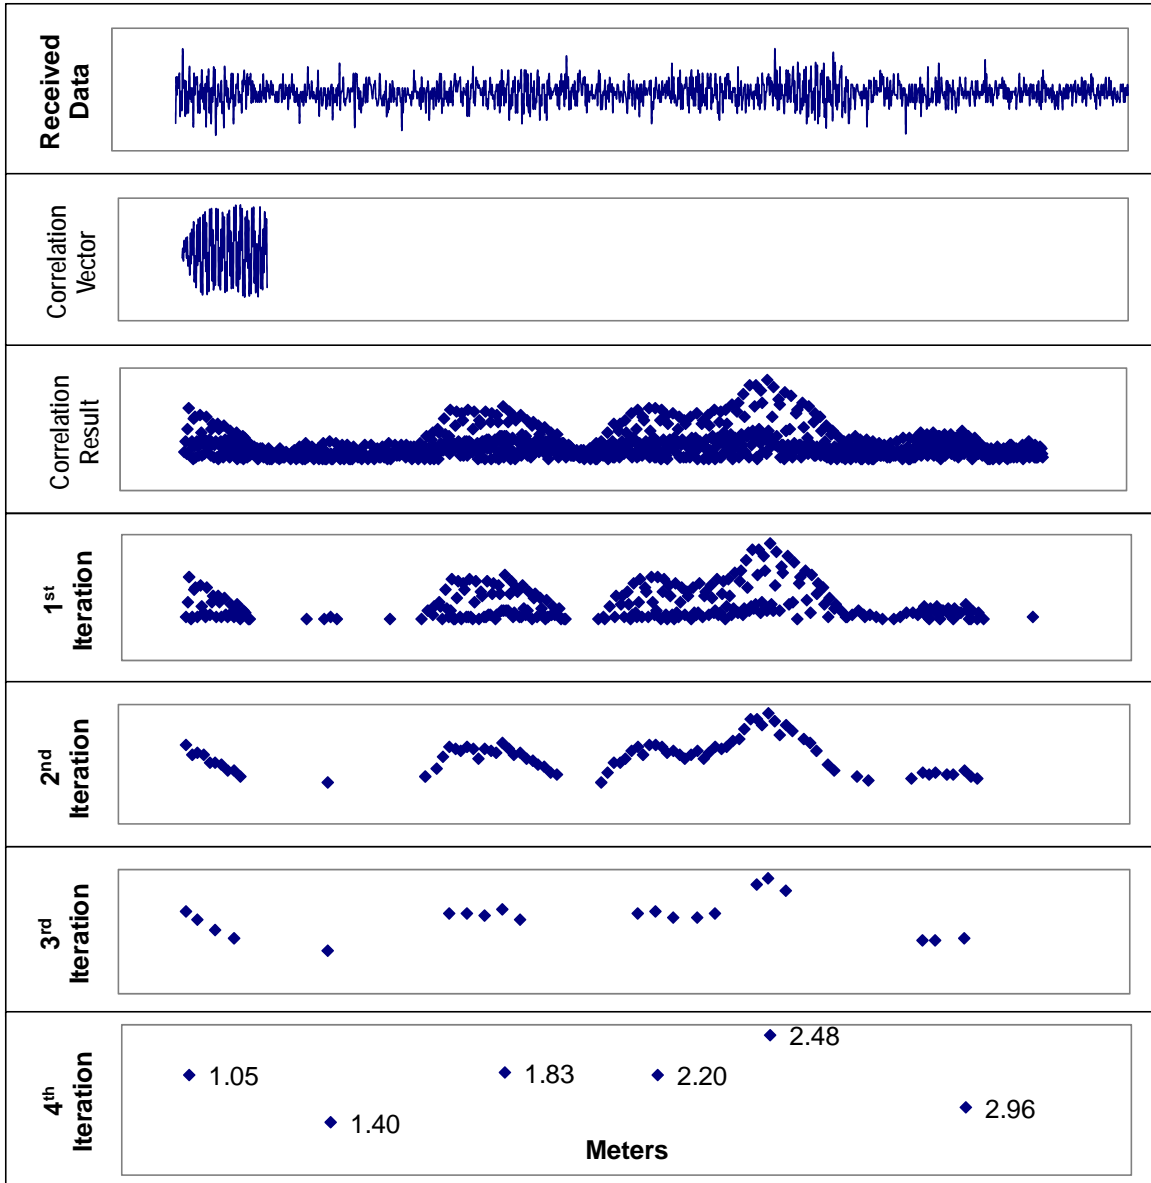 Received
Data
Correlation
Vector
Correlation
Result
1st
Iteration
2nd
Iteration
3rd
Iteration
4th
Iteration
1.05
1.40
1.83
2.20
2.48
2.96
Meters